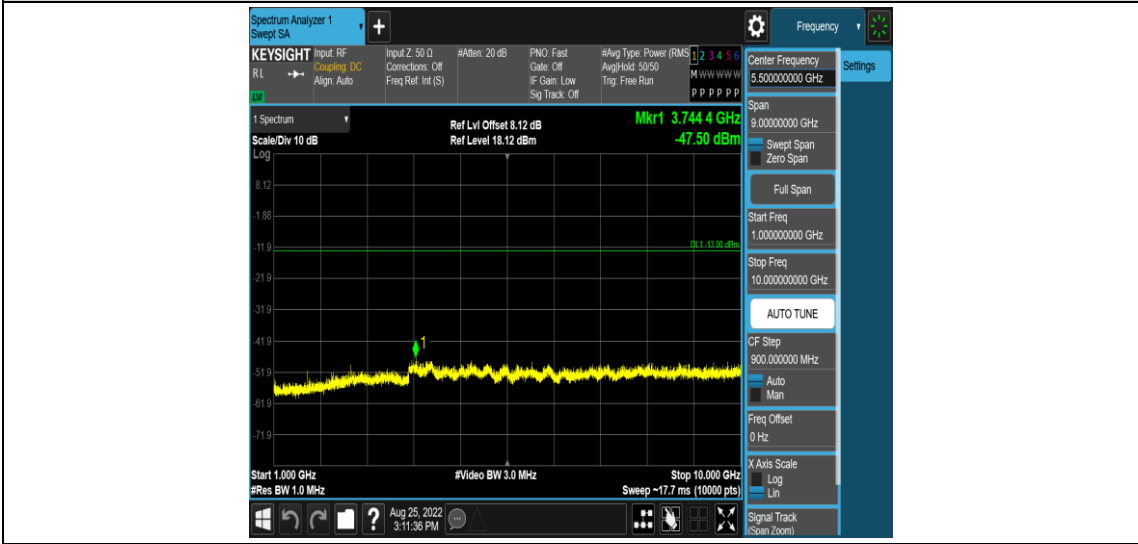 Spectrum Analyzer 1
Swept SA
+
Frequency
KEYSIGHT
RL
Input: RF
Coupling: DC
Align: Auto
Input Z: 50 Ω
Corrections: Off
Freq Ref: Int (S)
#Atten: 20 dB
PNO: Fast
Gate: Off
IF Gain: Low
Sig Track: Off
#Avg Type: Power (RMS
Avg|Hold: 50/50
Trig: Free Run
1 2 3 4 5 6
M W W W W W
P P P P P P
1 Spectrum
Scale/Div 10 dB
Ref Lvl Offset 8.12 dB
Ref Level 18.12 dBm
Mkr1 3.744 4 GHz
-47.50 dBm
Log
8.12
-1.88
-11.9
-21.9
-31.9
-41.9
-51.9
-61.9
-71.9
DL1 -13.00 dBm
1
Start 1.000 GHz
#Res BW 1.0 MHz
#Video BW 3.0 MHz
Stop 10.000 GHz
Sweep ~17.7 ms (10000 pts)
?
Aug 25, 2022
3:11:36 PM
Center Frequency
5.500000000 GHz
Settings
Span
9.00000000 GHz
Swept Span
Zero Span
Full Span
Start Freq
1.000000000 GHz
Stop Freq
10.000000000 GHz
AUTO TUNE
CF Step
900.000000 MHz
Auto
Man
Freq Offset
0 Hz
X Axis Scale
Log
Lin
Signal Track
(Span Zoom)